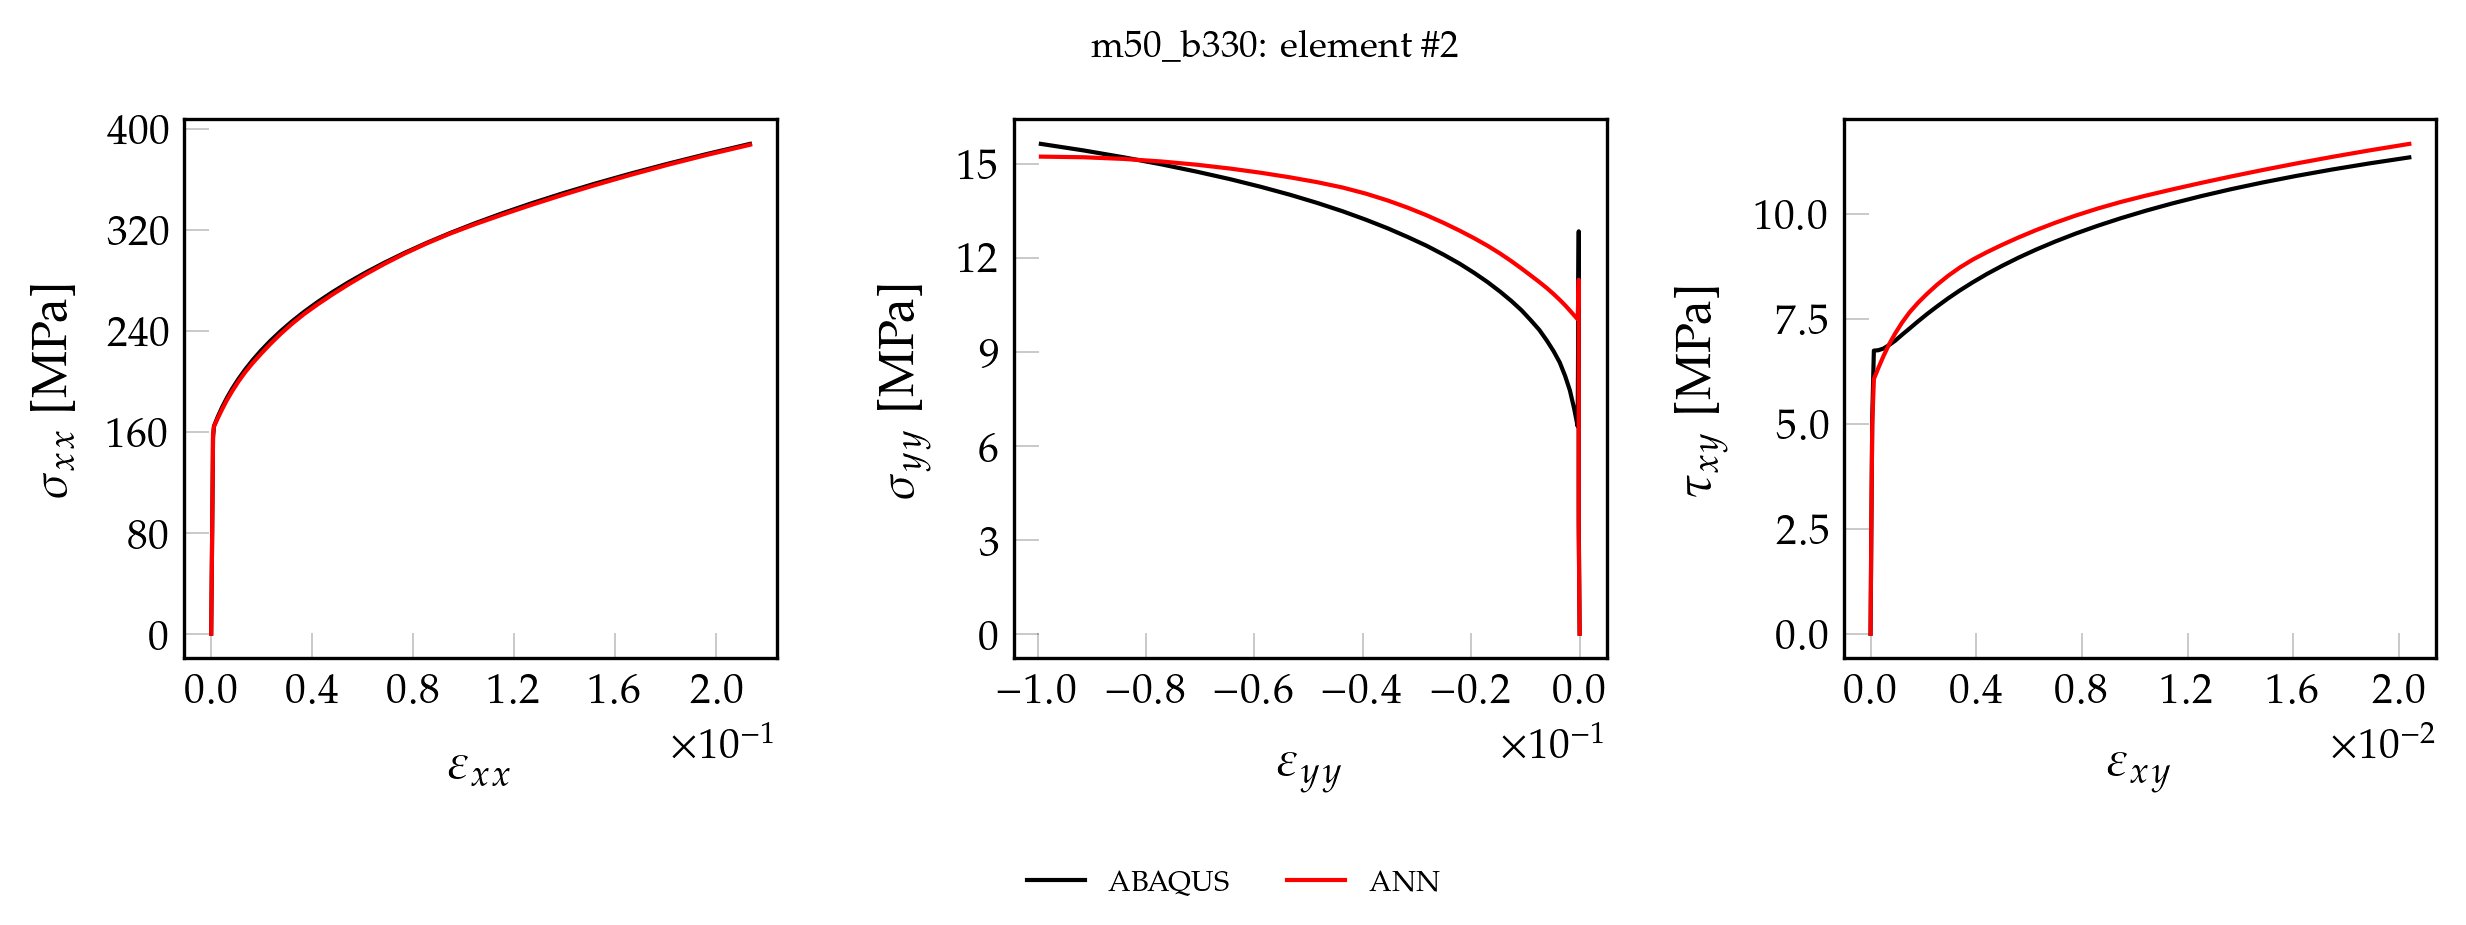 m50_b330: element #2
400
320
240
160
80
0
σxx [MPa]
0.0 0.4 0.8 1.2 1.6 2.0
×10⁻¹
εxx
15
12
9
6
3
0
σyy [MPa]
−1.0 −0.8 −0.6 −0.4 −0.2 0.0
×10⁻¹
εyy
10.0
7.5
5.0
2.5
0.0
τxy [MPa]
0.0 0.4 0.8 1.2 1.6 2.0
×10⁻²
εxy
ABAQUS ANN